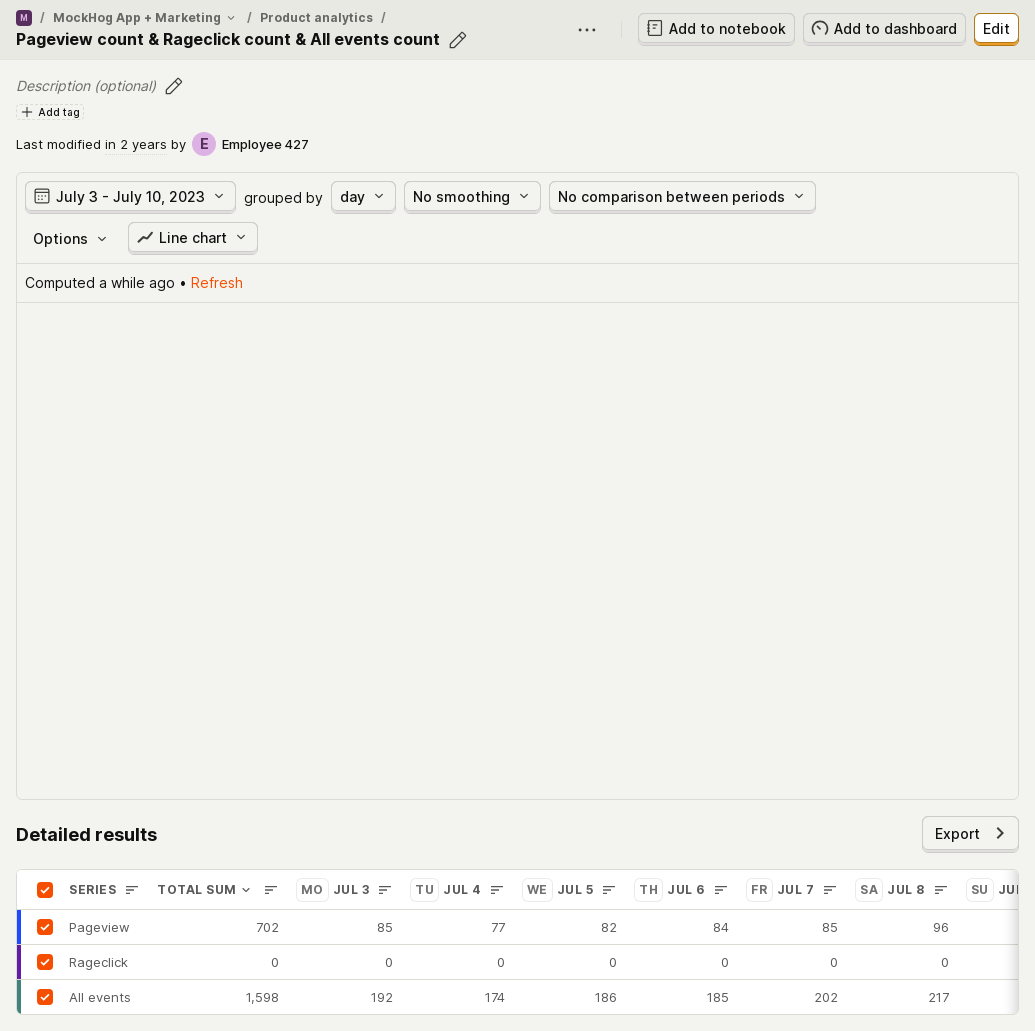 M / MockHog App + Marketing / Product analytics /
Pageview count & Rageclick count & All events count
Add to notebook Add to dashboard Edit
Description (optional)
Add tag
Last modified in 2 years by E Employee 427
July 3 - July 10, 2023 grouped by day No smoothing No comparison between periods
Options Line chart
Computed a while ago • Refresh
Detailed results Export
SERIES TOTAL SUM MO JUL 3 TU JUL 4 WE JUL 5 TH JUL 6 FR JUL 7 SA JUL 8 SU
Pageview 702 85 77 82 84 85 96
Rageclick 0 0 0 0 0 0 0
All events 1,598 192 174 186 185 202 217